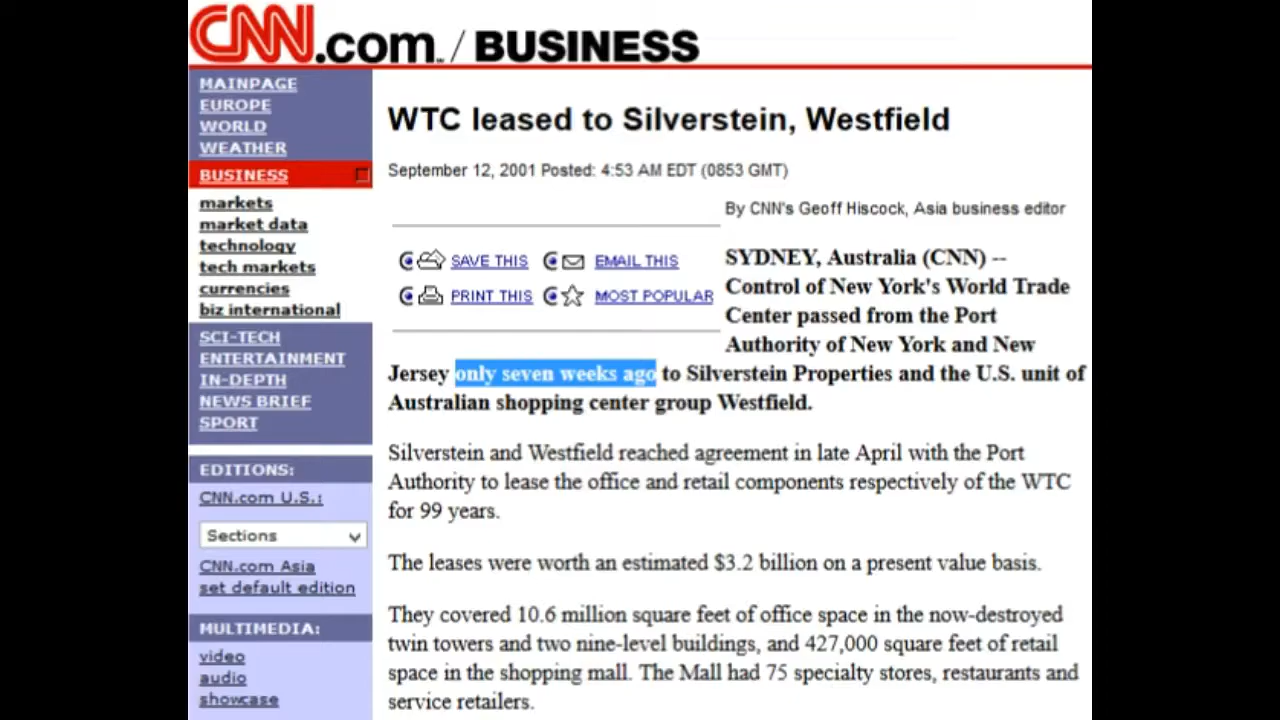 CNN.com / BUSINESS
MAINPAGE
EUROPE
WORLD
WEATHER
BUSINESS
markets
market data
technology
tech markets
currencies
biz international
SCI-TECH
ENTERTAINMENT
IN-DEPTH
NEWS BRIEF
SPORT
EDITIONS:
CNN.com U.S.:
Sections
CNN.com Asia
set default edition
MULTIMEDIA:
video
audio
showcase
WTC leased to Silverstein, Westfield
September 12, 2001 Posted: 4:53 AM EDT (0853 GMT)
By CNN's Geoff Hiscock, Asia business editor
SAVE THIS EMAIL THIS
PRINT THIS MOST POPULAR
SYDNEY, Australia (CNN) --
Control of New York's World Trade
Center passed from the Port
Authority of New York and New
Jersey only seven weeks ago to Silverstein Properties and the U.S. unit of
Australian shopping center group Westfield.
Silverstein and Westfield reached agreement in late April with the Port
Authority to lease the office and retail components respectively of the WTC
for 99 years.
The leases were worth an estimated $3.2 billion on a present value basis.
They covered 10.6 million square feet of office space in the now-destroyed
twin towers and two nine-level buildings, and 427,000 square feet of retail
space in the shopping mall. The Mall had 75 specialty stores, restaurants and
service retailers.